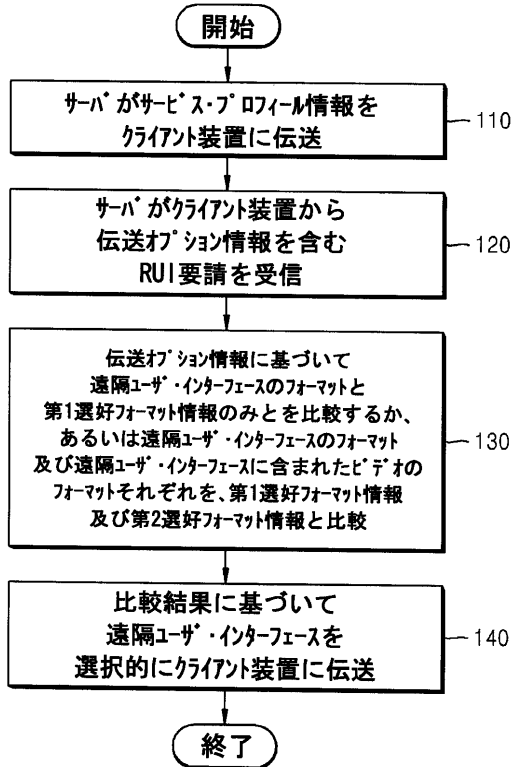 開始
サーバがサービス・プロフィール情報を
クライアント装置に伝送
110
サーバがクライアント装置から
伝送オプション情報を含む
RUI要請を受信
120
伝送オプション情報に基づいて
遠隔ユーザ・インターフェースのフォーマットと
第1選好フォーマット情報のみとを比較するか、
あるいは遠隔ユーザ・インターフェースのフォーマット
及び遠隔ユーザ・インターフェースに含まれたビデオの
フォーマットそれぞれを、第1選好フォーマット情報
及び第2選好フォーマット情報と比較
130
比較結果に基づいて
遠隔ユーザ・インターフェースを
選択的にクライアント装置に伝送
140
終了